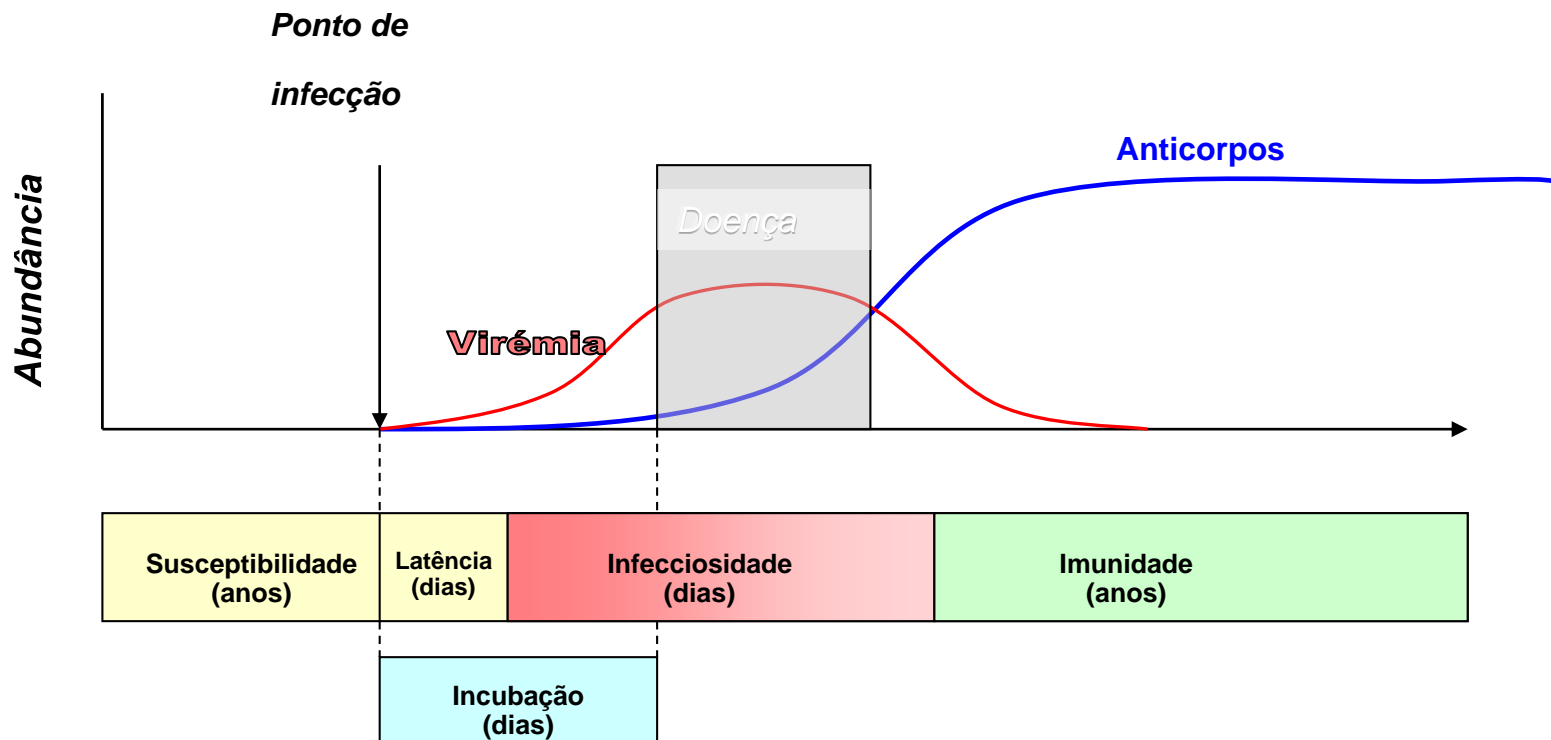 Ponto de
infecção
Abundância
Anticorpos
Doença
Virémia
Susceptibilidade
(anos)
Latência
(dias)
Infecciosidade
(dias)
Imunidade
(anos)
Incubação
(dias)